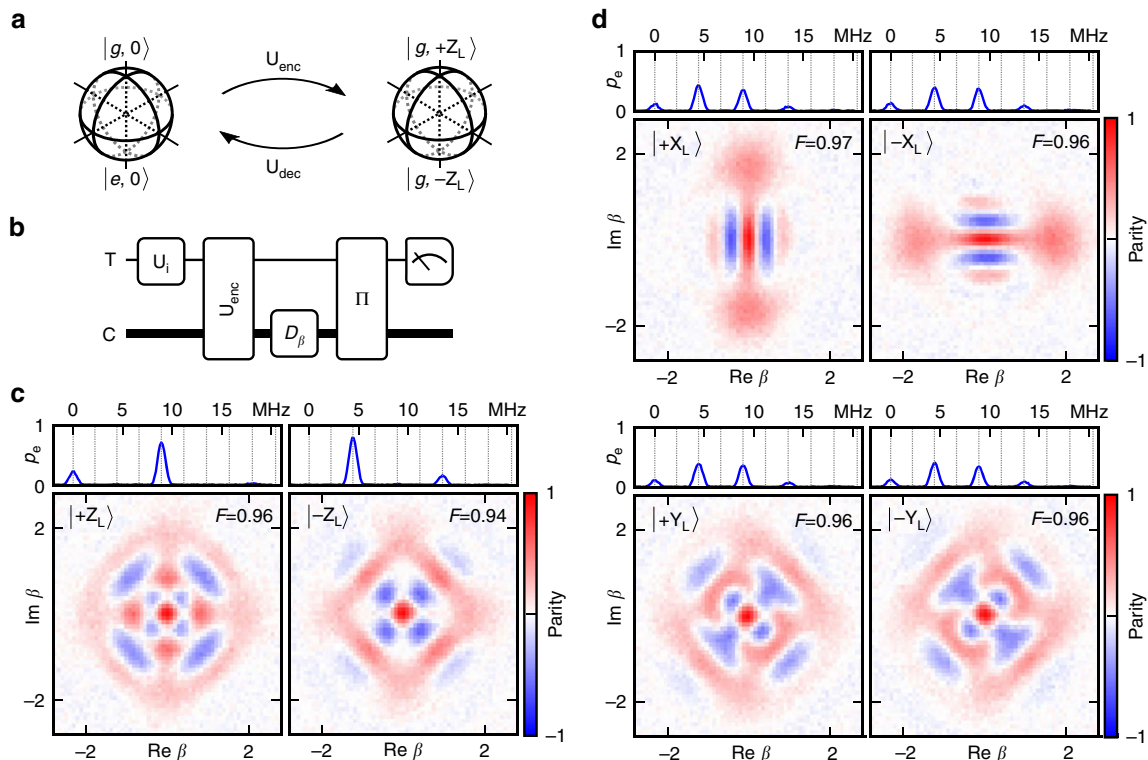 a
|g, 0⟩
|e, 0⟩
U_enc
U_dec
|g, +Z_L⟩
|g, −Z_L⟩
b
T
U_i
U_enc
Π
C
D_β
c
0 5 10 MHz
0 5 10 15 MHz
p_e
1
0
|+Z_L⟩ F=0.96
|−Z_L⟩ F=0.94
Im β
2
−2
−2 Re β 2
−2 Re β 2
1
Parity
−1
d
0 5 10 15 MHz
0 5 10 15 MHz
p_e
1
0
|+X_L⟩ F=0.97
|−X_L⟩ F=0.96
Im β
2
−2
−2 Re β 2
−2 Re β 2
1
Parity
−1
0 5 10 15 MHz
0 5 10 15 MHz
p_e
1
0
|+Y_L⟩ F=0.96
|−Y_L⟩ F=0.96
Im β
2
−2
−2 Re β 2
−2 Re β 2
1
Parity
−1